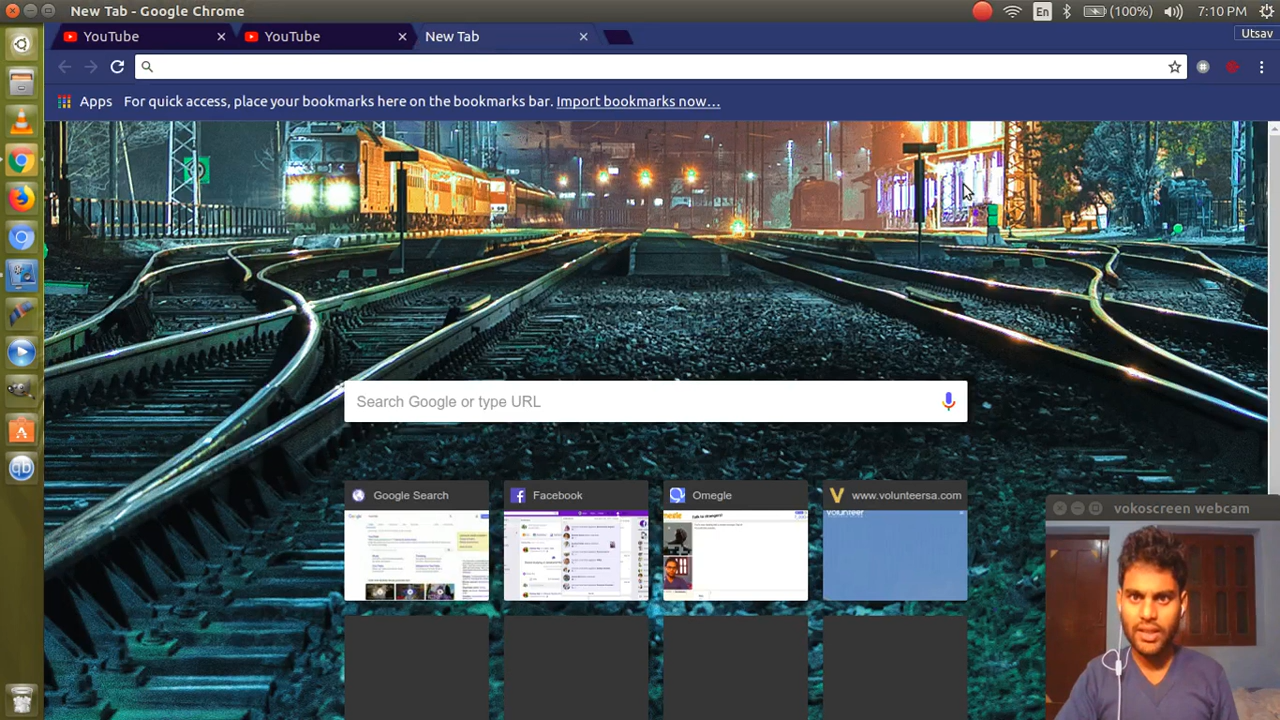 New Tab - Google Chrome
En
(100%)
7:10 PM
YouTube
YouTube
New Tab
Utsav
Apps
For quick access, place your bookmarks here on the bookmarks bar. Import bookmarks now…
Search Google or type URL
Google Search
Facebook
Omegle
www.volunteersa.com
volunteer
vokoscreen webcam
qb